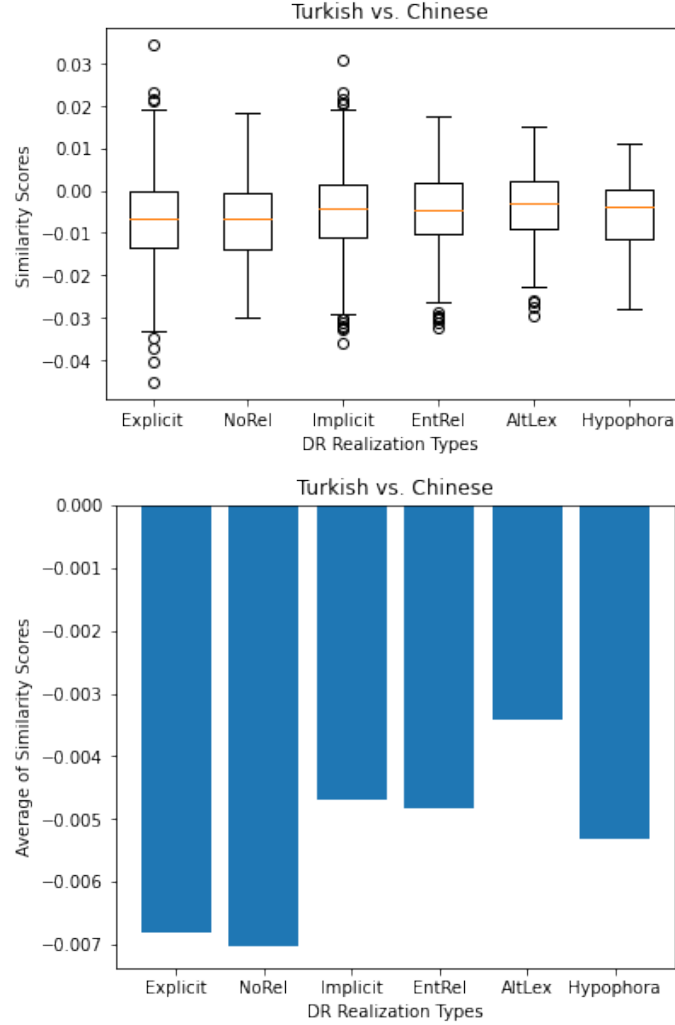 Turkish vs. Chinese
0.03
0.02
0.01
0.00
−0.01
−0.02
−0.03
−0.04
Similarity Scores
Explicit NoRel Implicit EntRel AltLex Hypophora
DR Realization Types
Turkish vs. Chinese
0.000
−0.001
−0.002
−0.003
−0.004
−0.005
−0.006
−0.007
Average of Similarity Scores
Explicit NoRel Implicit EntRel AltLex Hypophora
DR Realization Types